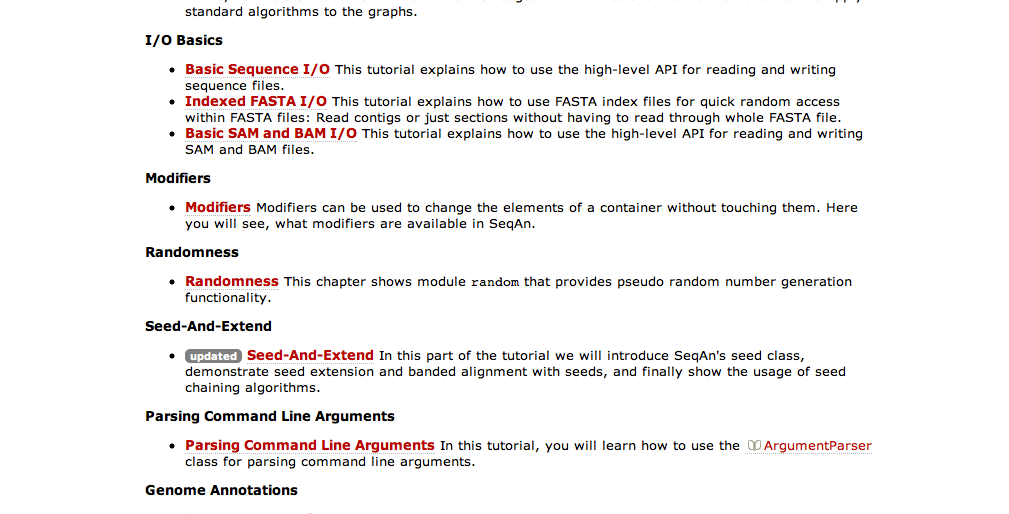 standard algorithms to the graphs.
I/O Basics
• Basic Sequence I/O This tutorial explains how to use the high-level API for reading and writing
sequence files.
• Indexed FASTA I/O This tutorial explains how to use FASTA index files for quick random access
within FASTA files: Read contigs or just sections without having to read through whole FASTA file.
• Basic SAM and BAM I/O This tutorial explains how to use the high-level API for reading and writing
SAM and BAM files.
Modifiers
• Modifiers Modifiers can be used to change the elements of a container without touching them. Here
you will see, what modifiers are available in SeqAn.
Randomness
• Randomness This chapter shows module random that provides pseudo random number generation
functionality.
Seed-And-Extend
• updated Seed-And-Extend In this part of the tutorial we will introduce SeqAn's seed class,
demonstrate seed extension and banded alignment with seeds, and finally show the usage of seed
chaining algorithms.
Parsing Command Line Arguments
• Parsing Command Line Arguments In this tutorial, you will learn how to use the ArgumentParser
class for parsing command line arguments.
Genome Annotations